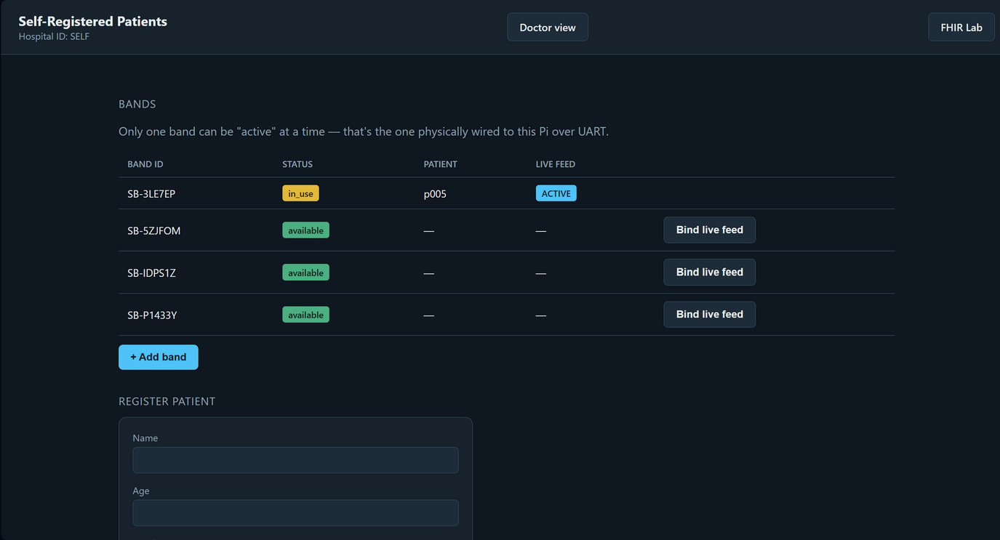 Self-Registered Patients
Hospital ID: SELF
Doctor view
FHIR Lab
BANDS
Only one band can be "active" at a time — that's the one physically wired to this Pi over UART.
BAND ID STATUS PATIENT LIVE FEED
SB-3LE7EP in_use p005 ACTIVE
SB-5ZJFOM available — — Bind live feed
SB-IDPS1Z available — — Bind live feed
SB-P1433Y available — — Bind live feed
+ Add band
REGISTER PATIENT
Name
Age